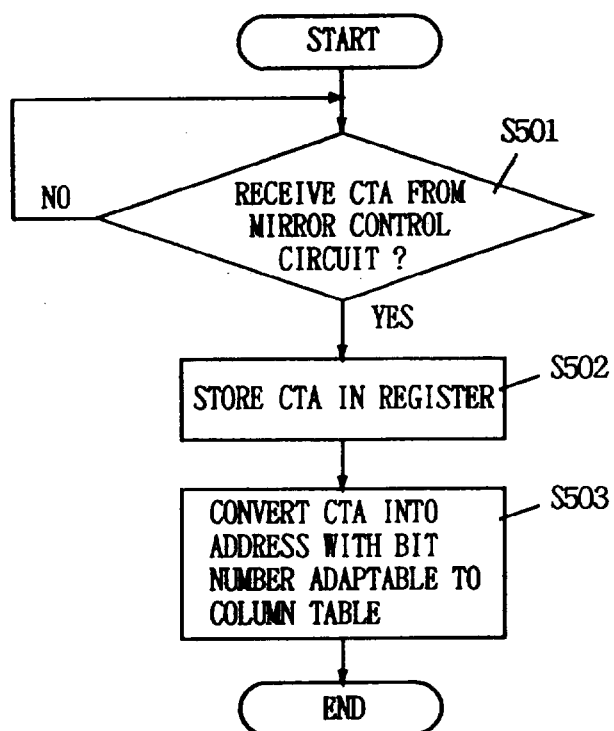 START
S501
NO
RECEIVE CTA FROM
MIRROR CONTROL
CIRCUIT ?
YES
S502
STORE CTA IN REGISTER
S503
CONVERT CTA INTO
ADDRESS WITH BIT
NUMBER ADAPTABLE TO
COLUMN TABLE
END